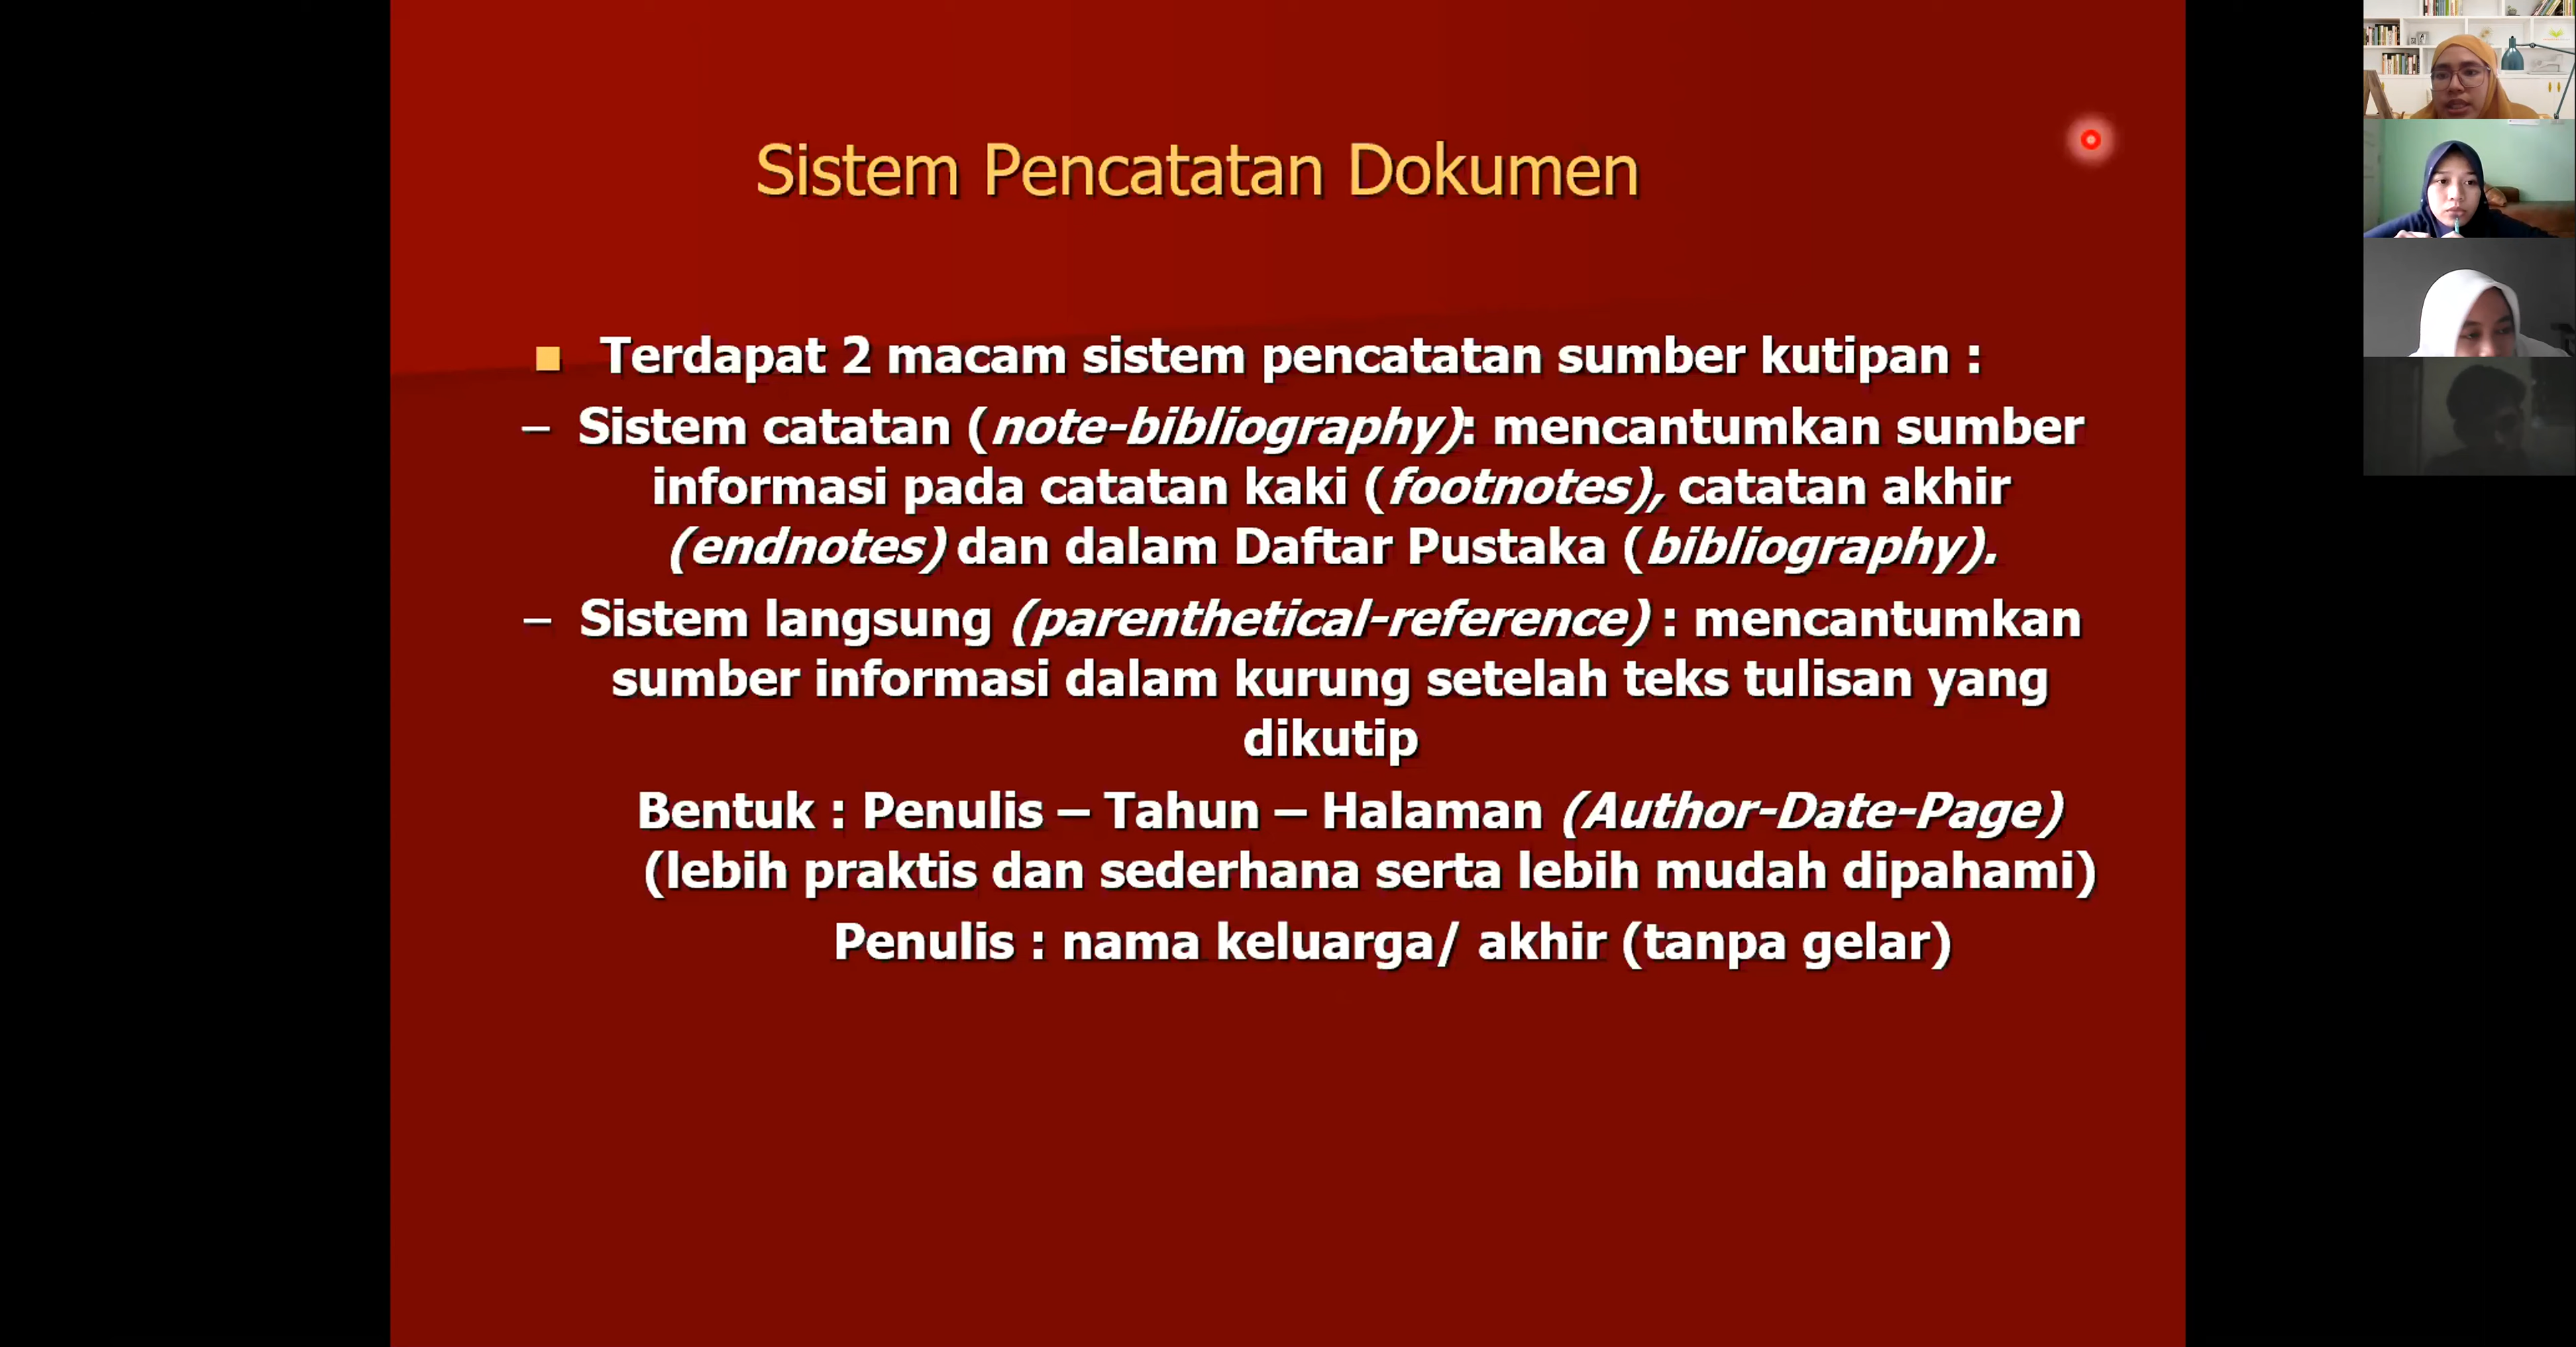 Sistem Pencatatan Dokumen
Terdapat 2 macam sistem pencatatan sumber kutipan :
– Sistem catatan (note-bibliography): mencantumkan sumber
informasi pada catatan kaki (footnotes), catatan akhir
(endnotes) dan dalam Daftar Pustaka (bibliography).
– Sistem langsung (parenthetical-reference) : mencantumkan
sumber informasi dalam kurung setelah teks tulisan yang
dikutip
Bentuk : Penulis – Tahun – Halaman (Author-Date-Page)
(lebih praktis dan sederhana serta lebih mudah dipahami)
Penulis : nama keluarga/ akhir (tanpa gelar)